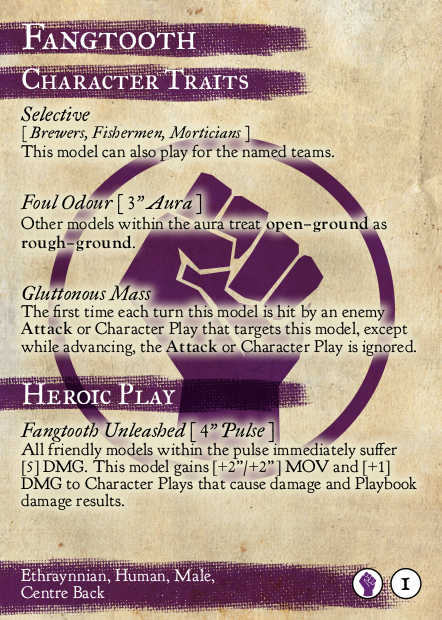 Fangtooth
Character Traits
Selective
[ Brewers, Fishermen, Morticians ]
This model can also play for the named teams.
Foul Odour [ 3” Aura ]
Other models within the aura treat open-ground as
rough-ground.
Gluttonous Mass
The first time each turn this model is hit by an enemy
Attack or Character Play that targets this model, except
while advancing, the Attack or Character Play is ignored.
Heroic Play
Fangtooth Unleashed [ 4” Pulse ]
All friendly models within the pulse immediately suffer
[5] DMG. This model gains [+2”/+2”] MOV and [+1]
DMG to Character Plays that cause damage and Playbook
damage results.
Ethraynnian, Human, Male,
Centre Back
1